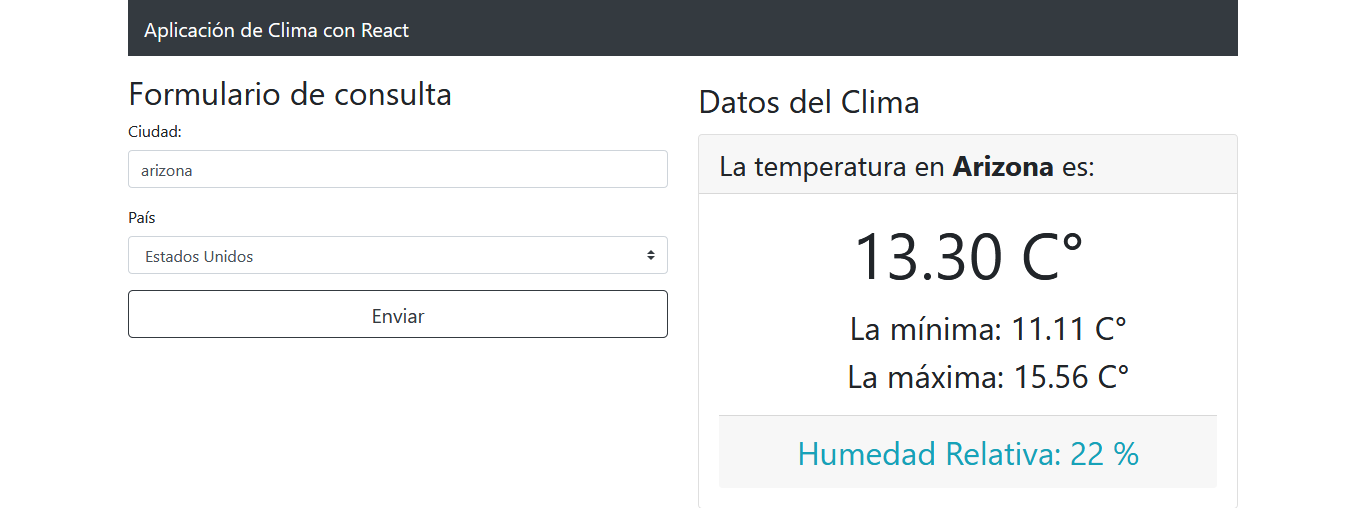 Aplicación de Clima con React
Formulario de consulta
Ciudad:
arizona
País
Estados Unidos
Enviar
Datos del Clima
La temperatura en Arizona es:
13.30 C°
La mínima: 11.11 C°
La máxima: 15.56 C°
Humedad Relativa: 22 %